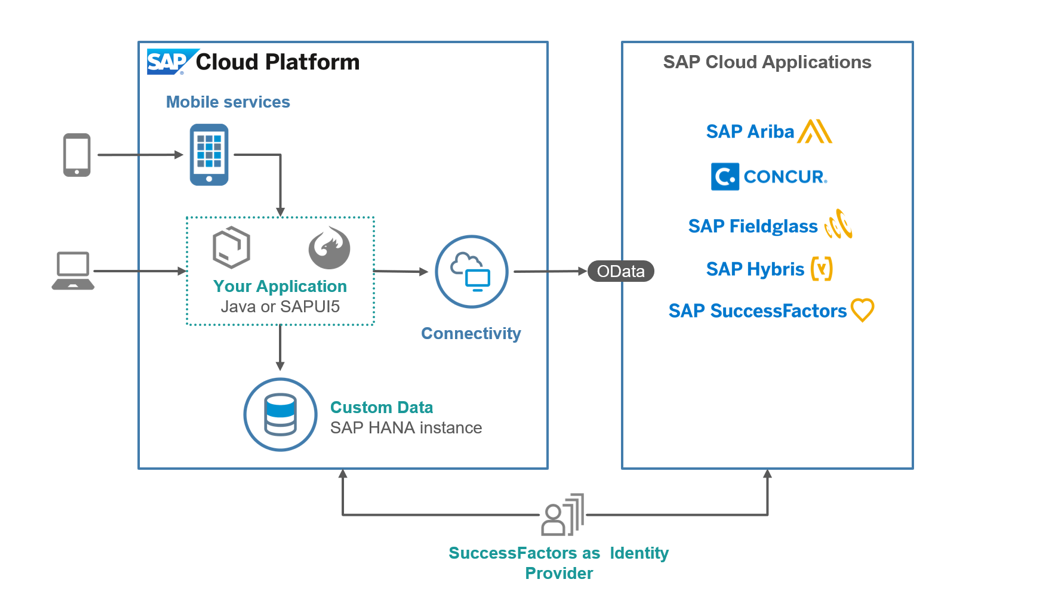 SAP Cloud Platform
SAP Cloud Applications
Mobile services
SAP Ariba
C. CONCUR.
SAP Fieldglass
SAP Hybris
SAP SuccessFactors
OData
Your Application
Java or SAPUI5
Connectivity
Custom Data
SAP HANA instance
SuccessFactors as Identity
Provider